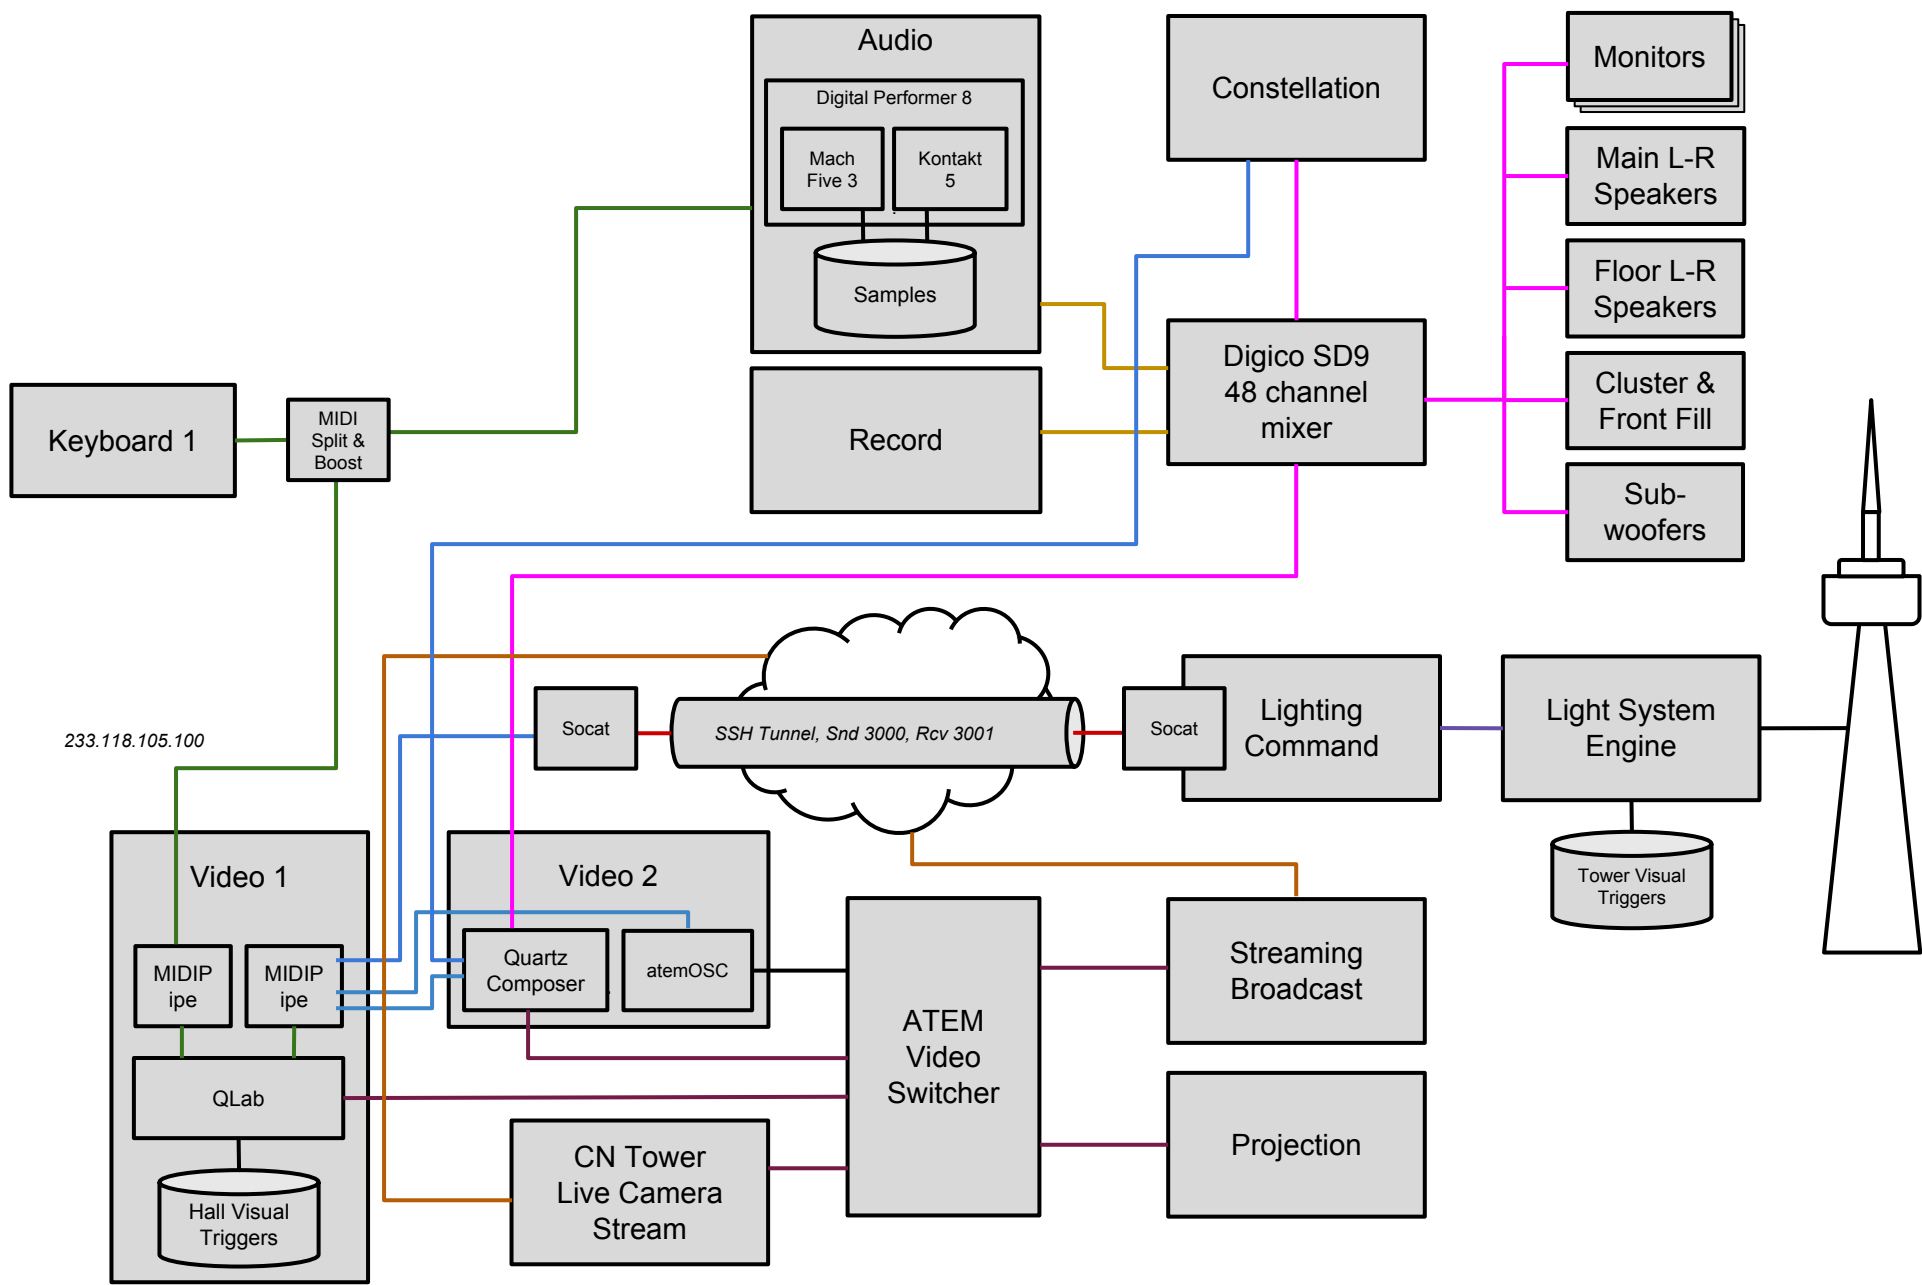 Audio
Digital Performer 8
Mach
Five 3
Kontakt
5
Samples
Constellation
Monitors
Main L-R
Speakers
Floor L-R
Speakers
Cluster &
Front Fill
Sub-
woofers
Digico SD9
48 channel
mixer
Record
Keyboard 1
MIDI
Split &
Boost
233.118.105.100
Socat
SSH Tunnel, Snd 3000, Rcv 3001
Socat
Lighting
Command
Light System
Engine
Tower Visual
Triggers
Video 1
MIDIP
ipe
MIDIP
ipe
QLab
Hall Visual
Triggers
Video 2
Quartz
Composer
atemOSC
CN Tower
Live Camera
Stream
ATEM
Video
Switcher
Streaming
Broadcast
Projection